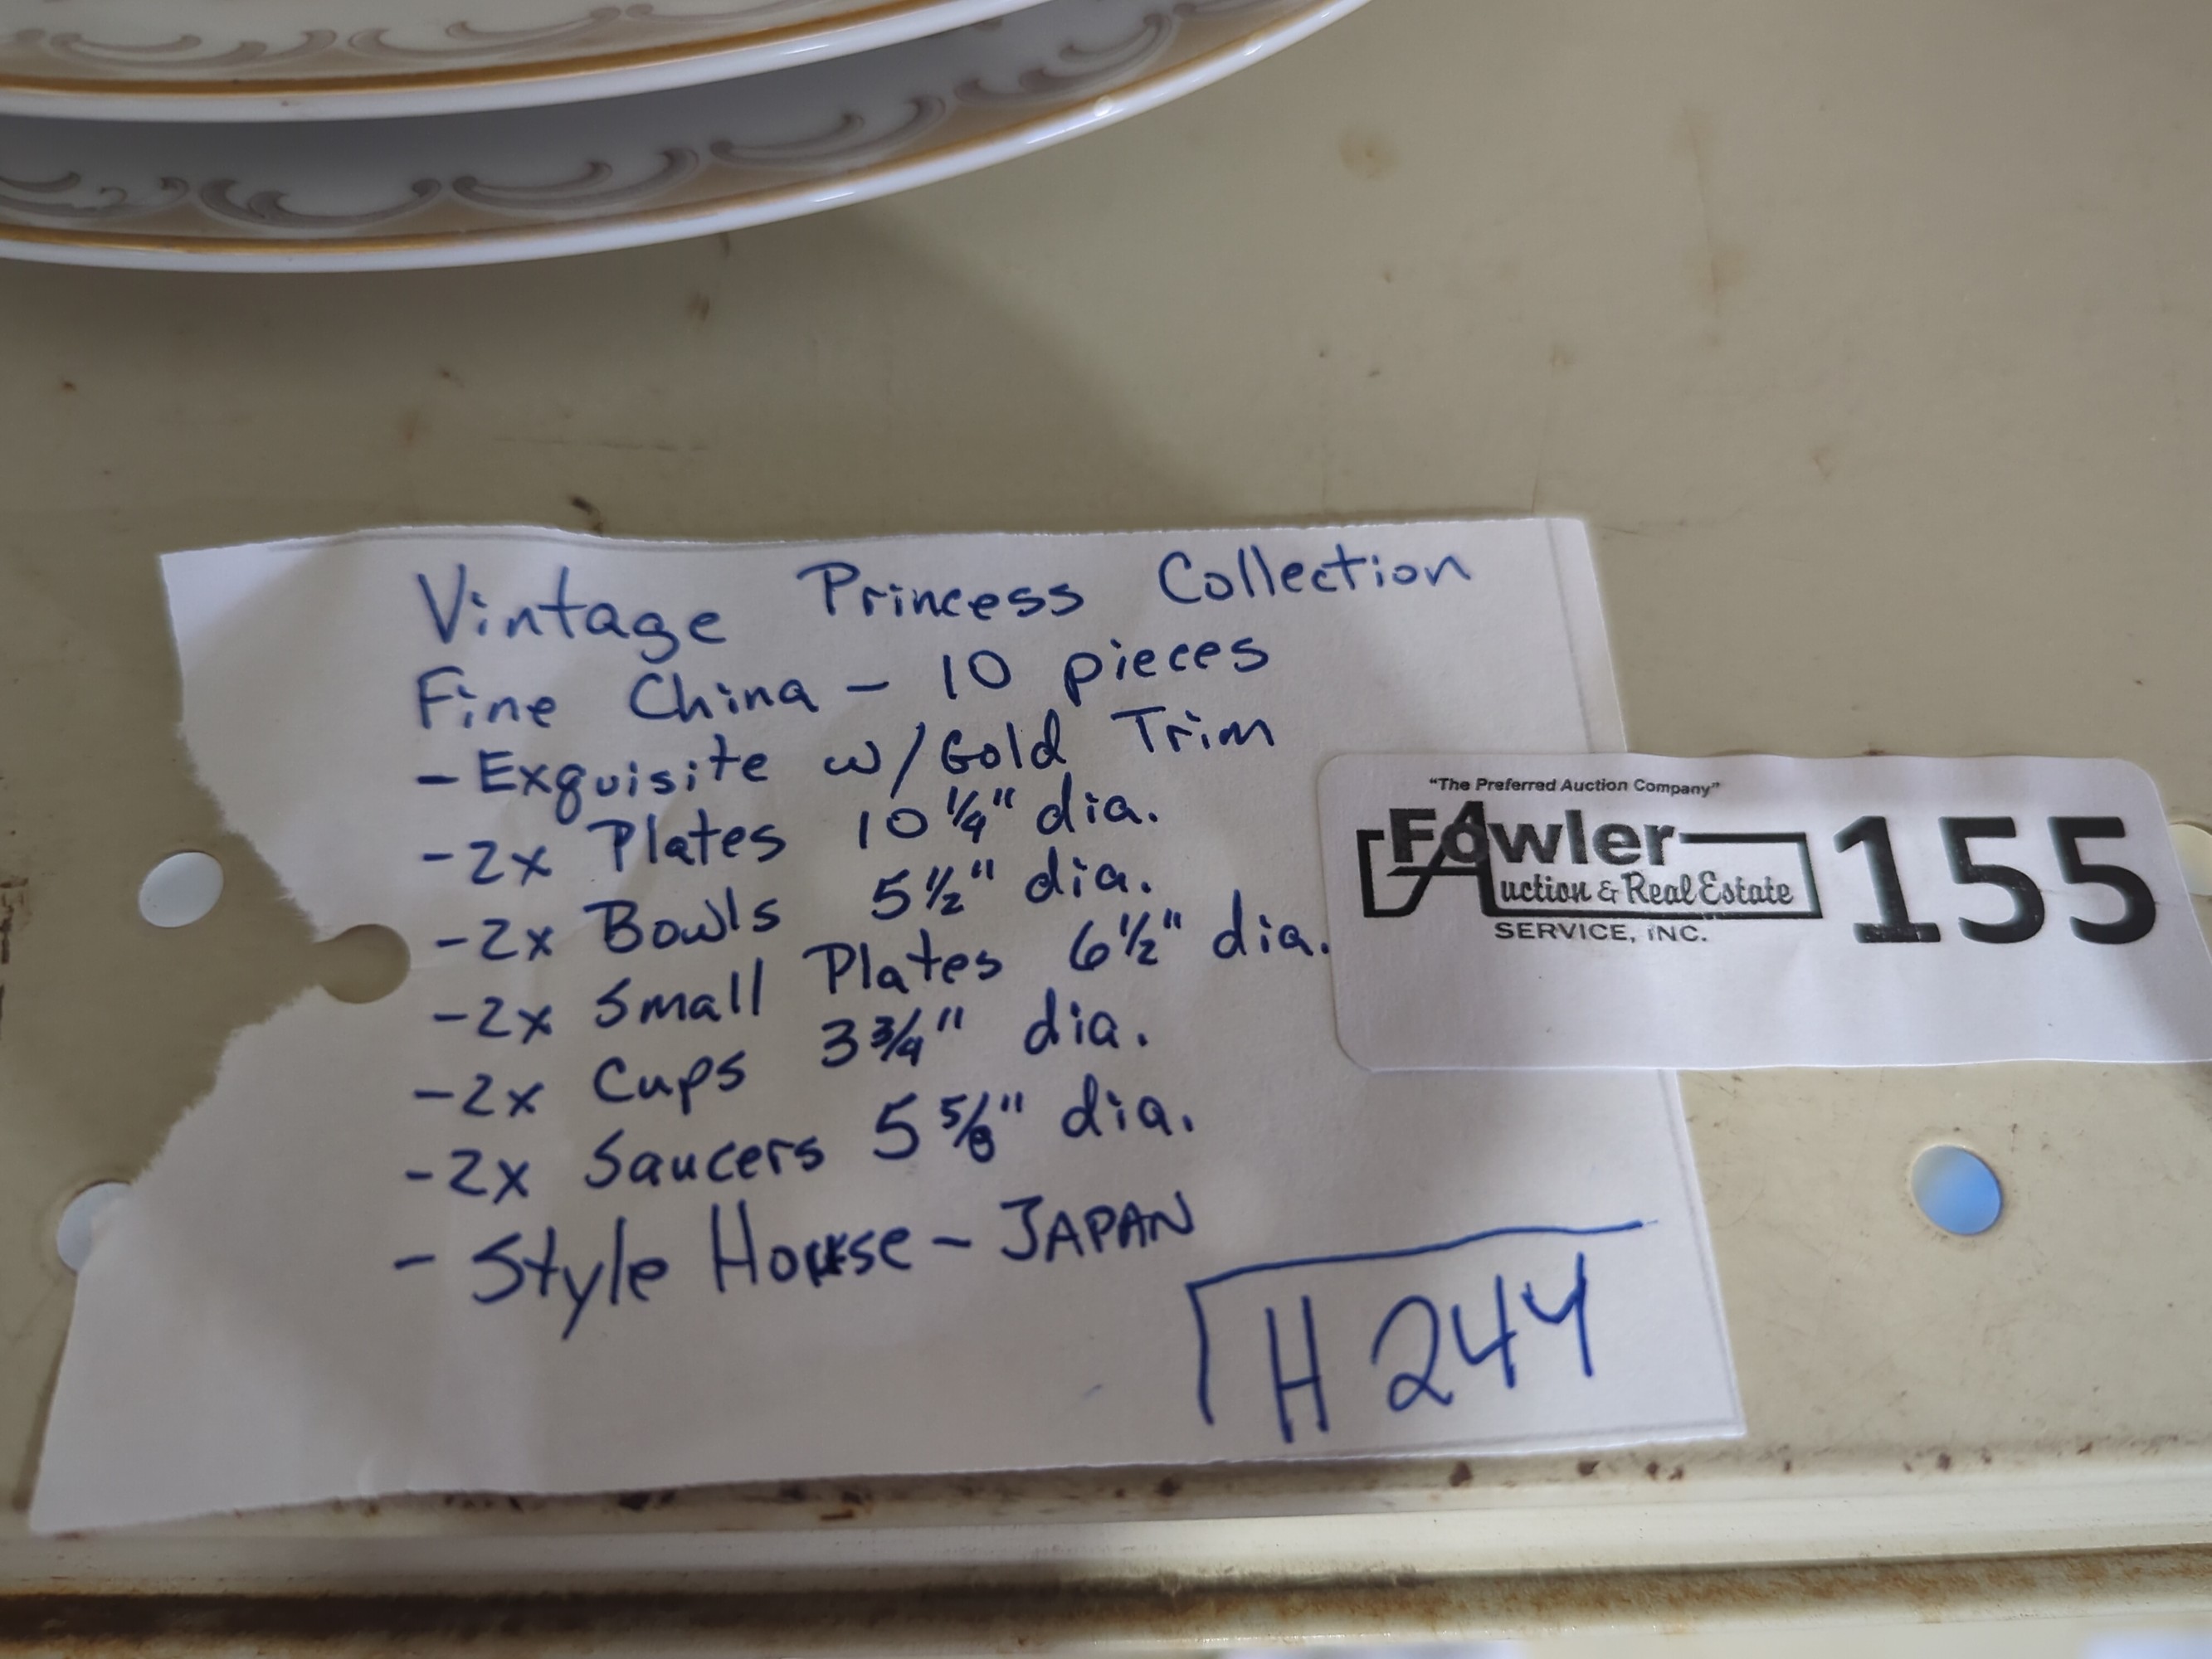 Vintage Princess Collection
Fine China - 10 pieces
- Exquisite w/Gold Trim
- 2x Plates 10 1/4" dia.
- 2x Bowls 5 1/2" dia.
- 2x Small Plates 6 1/2" dia.
- 2x Cups 3 3/4" dia.
- 2x Saucers 5 5/8" dia.
- Style House - JAPAN
H 244
"The Preferred Auction Company"
Fowler
Auction & Real Estate
SERVICE, INC.
155